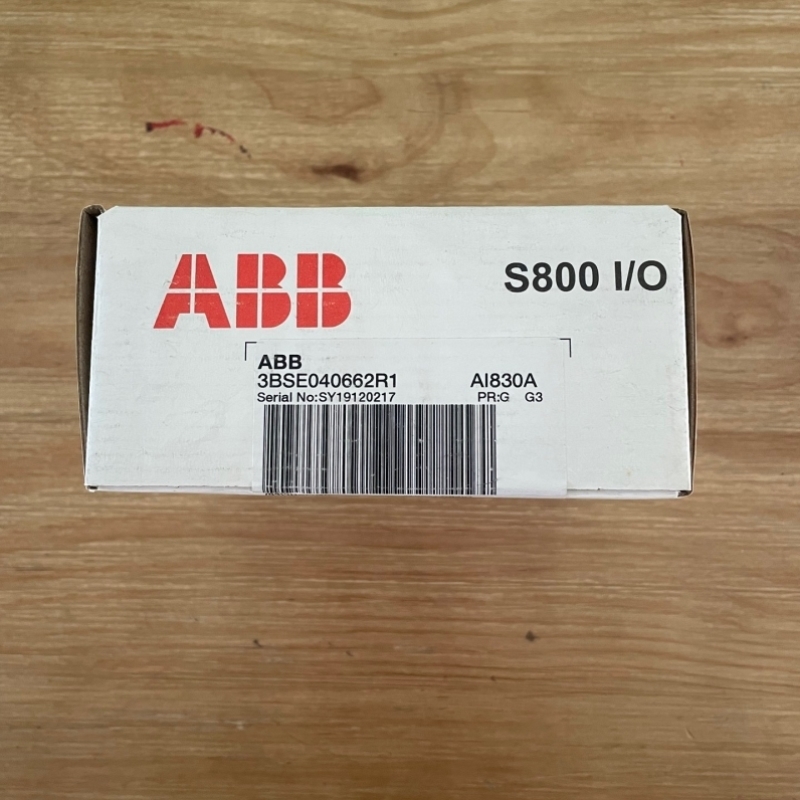 ABB
S800 I/O
ABB
3BSE040662R1 AI830A
Serial No:SY19120217 PR:G G3